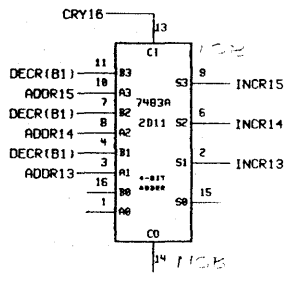 CRY16
13
CI
11
DECR(B1) B3
10 S3 9 INCR15
ADDR15 A3
7 7483A
DECR(B1) B2
8 2D11 S2 6 INCR14
ADDR14 A2
4
DECR(B1) B1 S1 2 INCR13
3
ADDR13 A1 4-BIT
16 ADDER
B0 S0 15
1
A0
CO
14